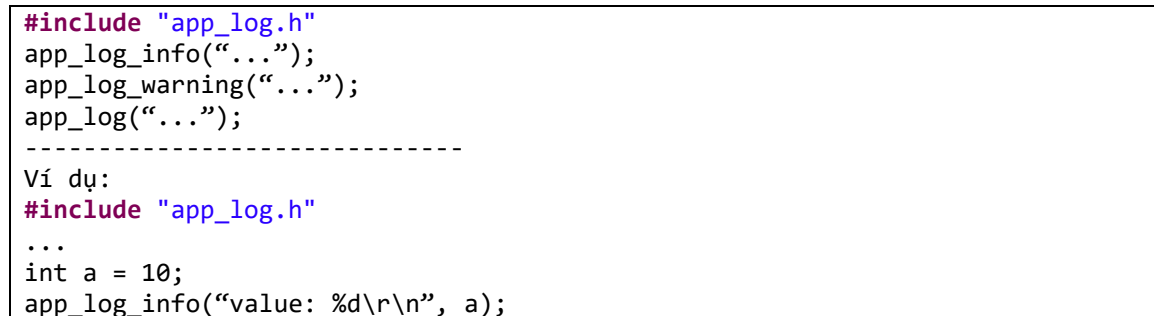 #include "app_log.h"
app_log_info(“...”);
app_log_warning(“...”);
app_log(“...”);
------------------------------
Ví dụ:
#include "app_log.h"
...
int a = 10;
app_log_info(“value: %d\r\n”, a);